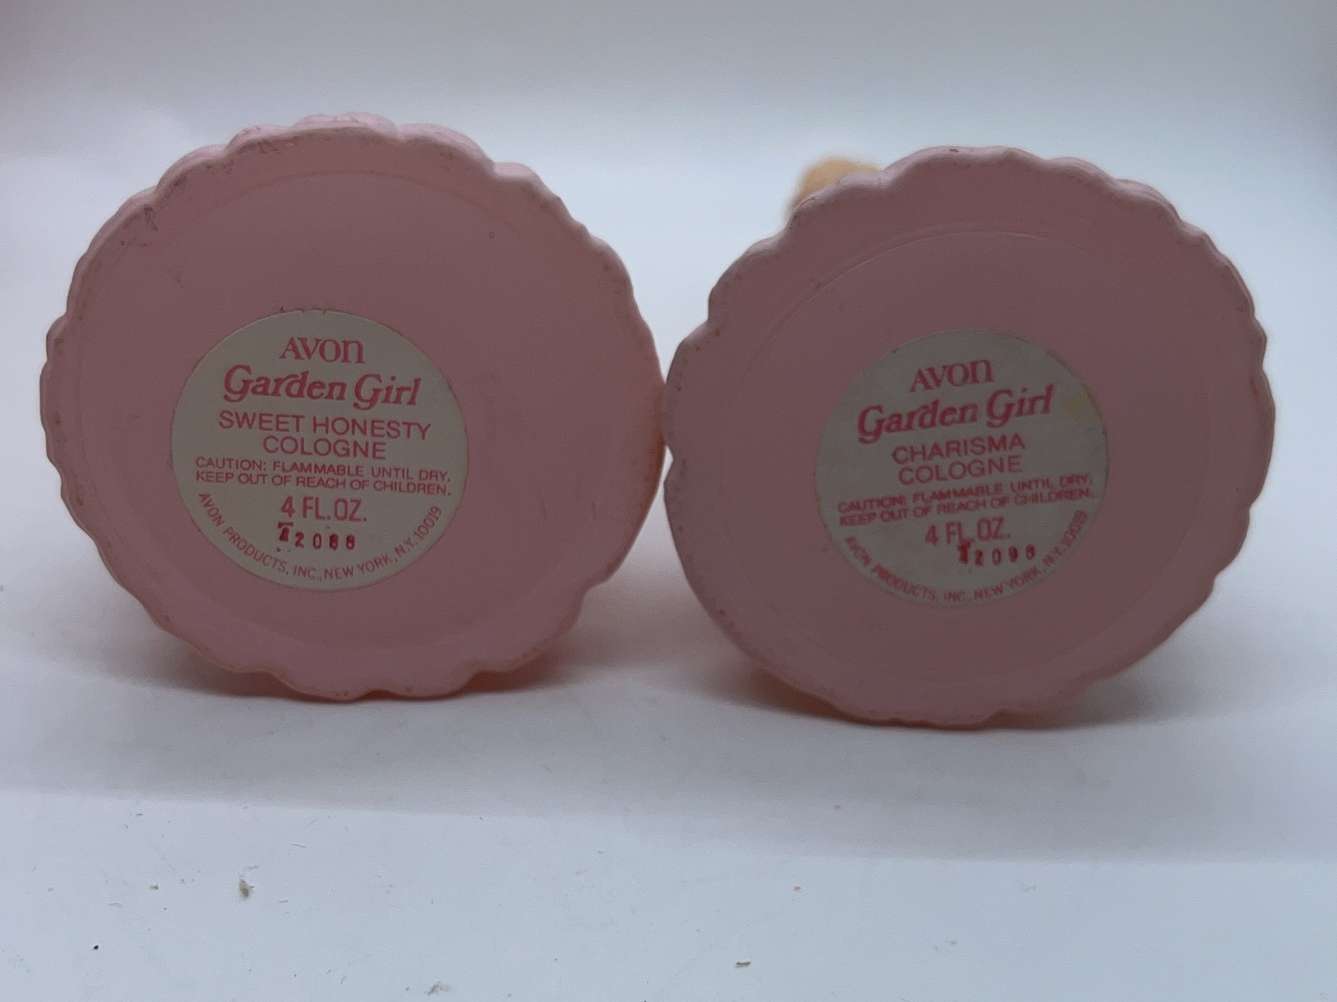 AVON
Garden Girl
SWEET HONESTY
COLOGNE
CAUTION: FLAMMABLE UNTIL DRY.
KEEP OUT OF REACH OF CHILDREN.
4 FL. OZ.
T2088
AVON PRODUCTS, INC., NEW YORK, N.Y. 10019
AVON
Garden Girl
CHARISMA
COLOGNE
CAUTION: FLAMMABLE UNTIL DRY.
KEEP OUT OF REACH OF CHILDREN.
4 FL. OZ.
T2098
AVON PRODUCTS, INC., NEW YORK, N.Y. 10019